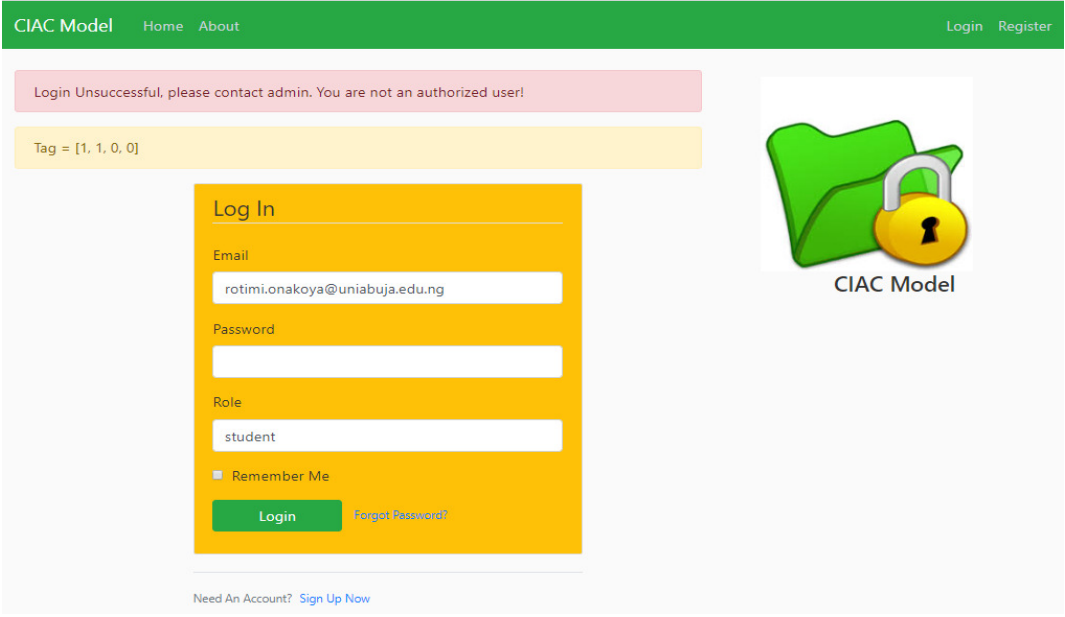 CIAC Model Home About Login Register
Login Unsuccessful, please contact admin. You are not an authorized user!
Tag = [1, 1, 0, 0]
Log In
Email
rotimi.onakoya@uniabuja.edu.ng
Password
Role
student
Remember Me
Login Forgot Password?
Need An Account? Sign Up Now
CIAC Model